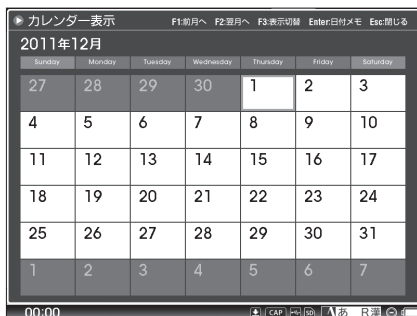 カレンダー表示 F1:前月へ F2:翌月へ F3:表示切替 Enter:日付メモ Esc:閉じる
2011年12月
Sunday Monday Tuesday Wednesday Thursday Friday Saturday
27 28 29 30 1 2 3
4 5 6 7 8 9 10
11 12 13 14 15 16 17
18 19 20 21 22 23 24
25 26 27 28 29 30 31
1 2 3 4 5 6 7
00:00 CAP SD A あ R漢